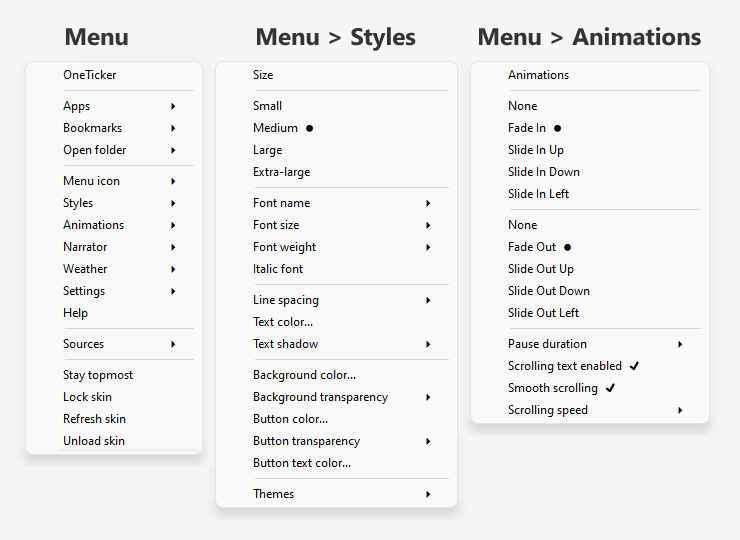 Menu
OneTicker
Apps
Bookmarks
Open folder
Menu icon
Styles
Animations
Narrator
Weather
Settings
Help
Sources
Stay topmost
Lock skin
Refresh skin
Unload skin
Menu > Styles
Size
Small
Medium ●
Large
Extra-large
Font name
Font size
Font weight
Italic font
Line spacing
Text color...
Text shadow
Background color...
Background transparency
Button color...
Button transparency
Button text color...
Themes
Menu > Animations
Animations
None
Fade In ●
Slide In Up
Slide In Down
Slide In Left
None
Fade Out ●
Slide Out Up
Slide Out Down
Slide Out Left
Pause duration
Scrolling text enabled ✓
Smooth scrolling ✓
Scrolling speed